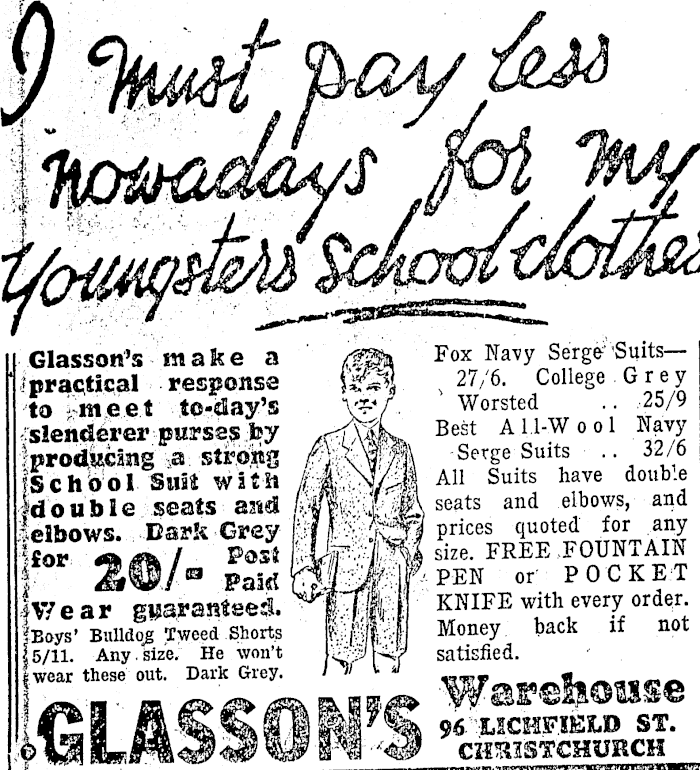 I must pay less
nowadays for my
youngsters school clothes
Glasson's make a
practical response
to meet to-day's
slenderer purses by
producing a strong
School Suit with
double seats and
elbows. Dark Grey
for 20/- Post
Paid
Wear guaranteed.
Boys' Bulldog Tweed Shorts
5/11. Any size. He won't
wear these out. Dark Grey.
Fox Navy Serge Suits—
27/6. College Grey
Worsted .. 25/9
Best All-Wool Navy
Serge Suits .. 32/6
All Suits have double
seats and elbows, and
prices quoted for any
size. FREE FOUNTAIN
PEN or POCKET
KNIFE with every order.
Money back if not
satisfied.
GLASSON'S Warehouse
96 LICHFIELD ST.
CHRISTCHURCH